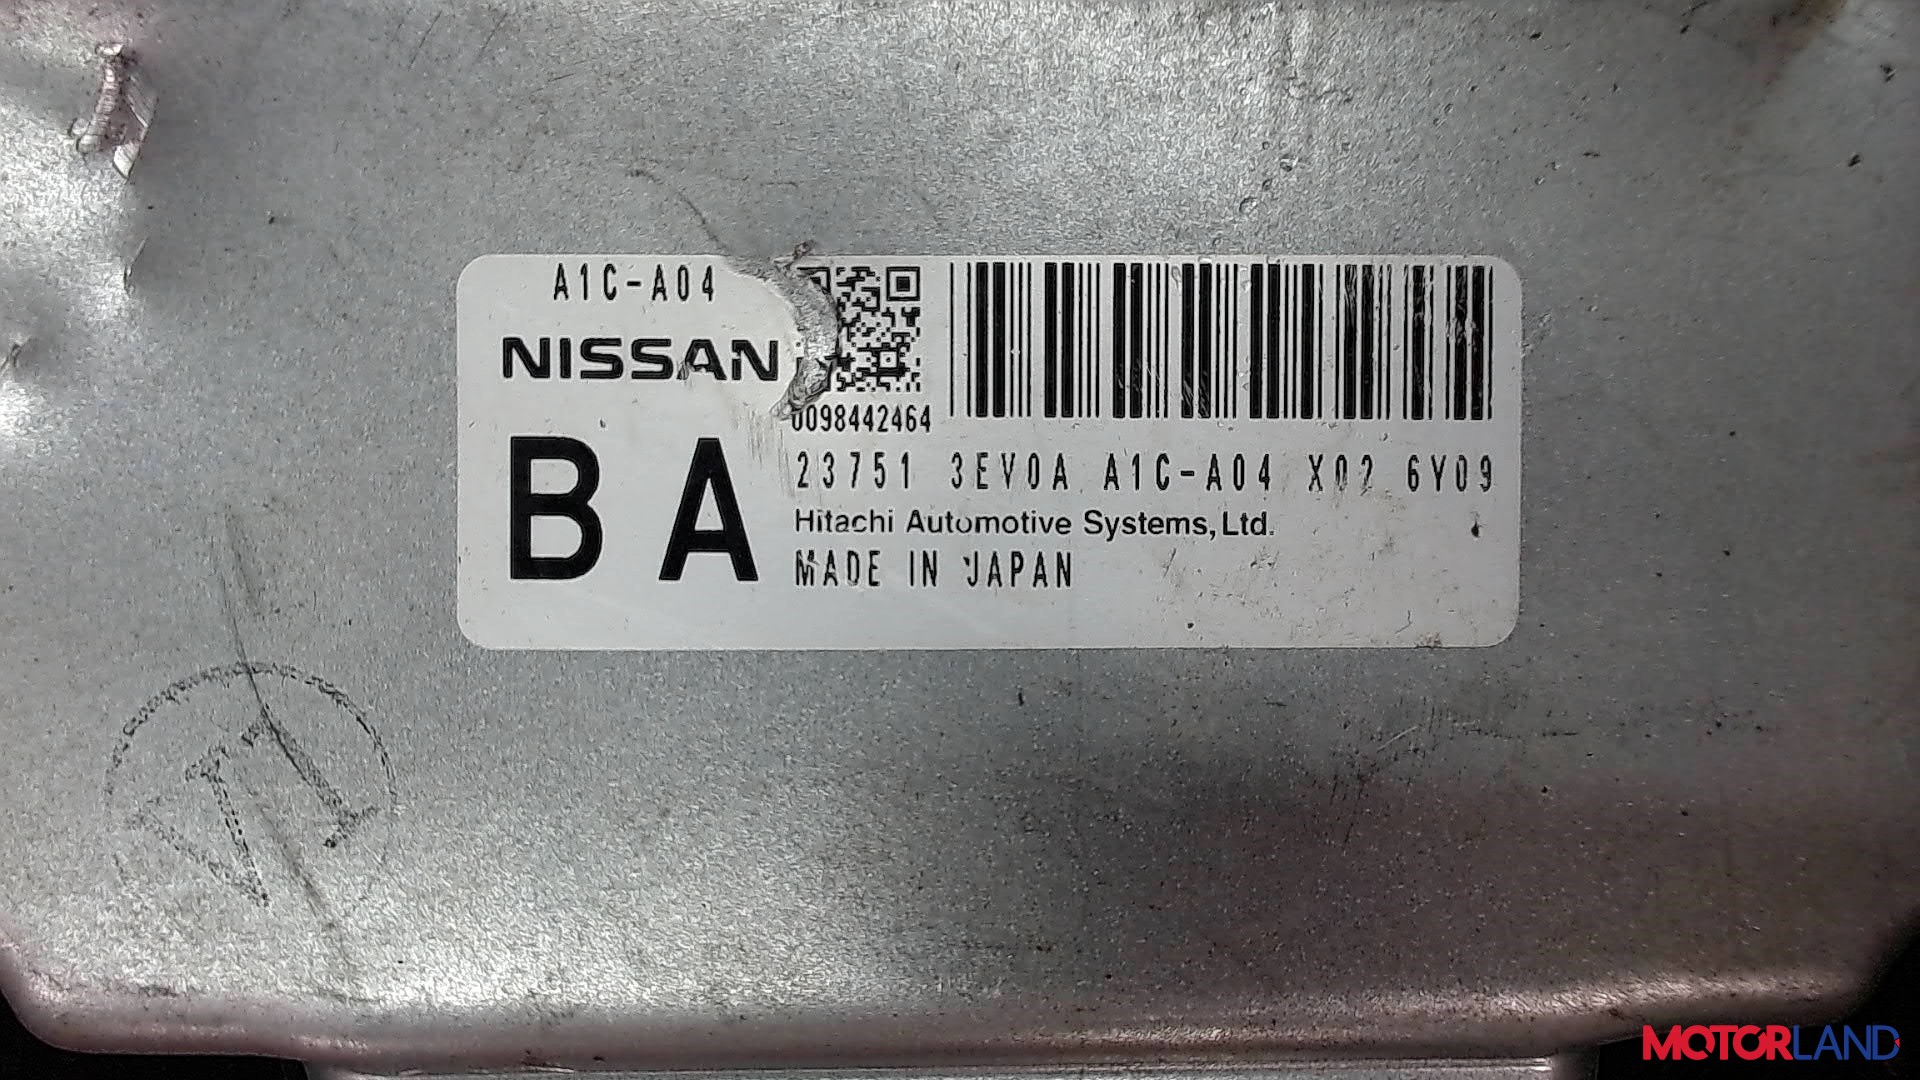 A1C-A04
NISSAN
0098442464
BA
23751 3EV0A A1C-A04 X02 6Y09
Hitachi Automotive Systems, Ltd.
MADE IN JAPAN
VI
MOTORLAND